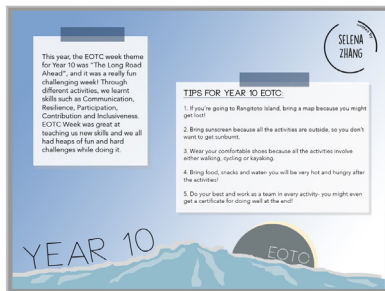 This year, the EOTC week theme
for Year 10 was "The Long Road
Ahead", and it was a really fun
challenging week! Through
different activities, we learnt
skills such as Communication,
Resilience, Participation,
Contribution and Inclusiveness.
EOTC Week was great at
teaching us new skills and we all
had heaps of fun and hard
challenges while doing it.
SELENA
ZHANG
TIPS FOR YEAR 10 EOTC:
1. If you're going to Rangitoto Island, bring a map because you might
get lost!
2. Bring sunscreen because all the activities are outside, so you don't
want to get sunburnt.
3. Wear your comfortable shoes because all the activities involve
either walking, cycling or kayaking.
4. Bring food, snacks and water- you will be very hot and hungry after
the activities!
5. Do your best and work as a team in every activity- you might even
get a certificate for doing well at the end!
YEAR 10
EOTC